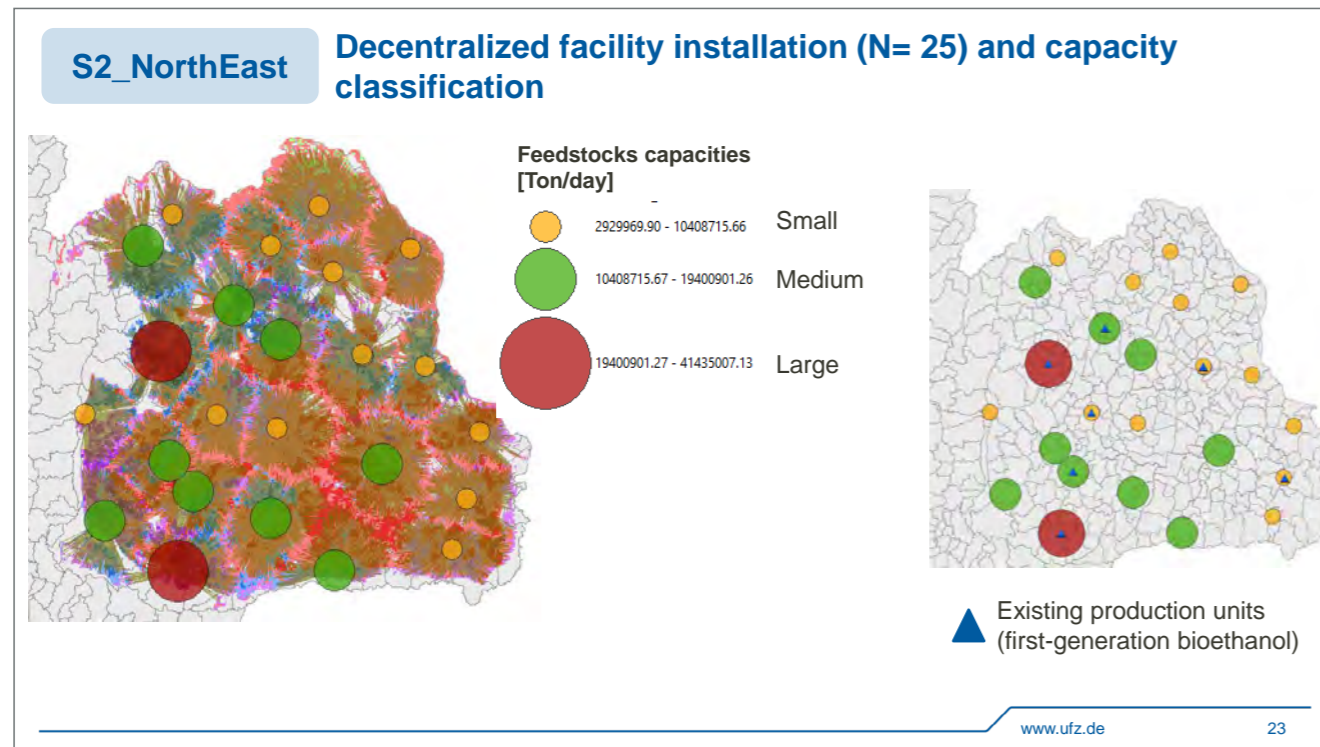 S2_NorthEast
Decentralized facility installation (N= 25) and capacity
classification
Feedstocks capacities
[Ton/day]
2929969.90 - 10408715.66 Small
10408715.67 - 19400901.26 Medium
19400901.27 - 41435007.13 Large
Existing production units
(first-generation bioethanol)
www.ufz.de 23